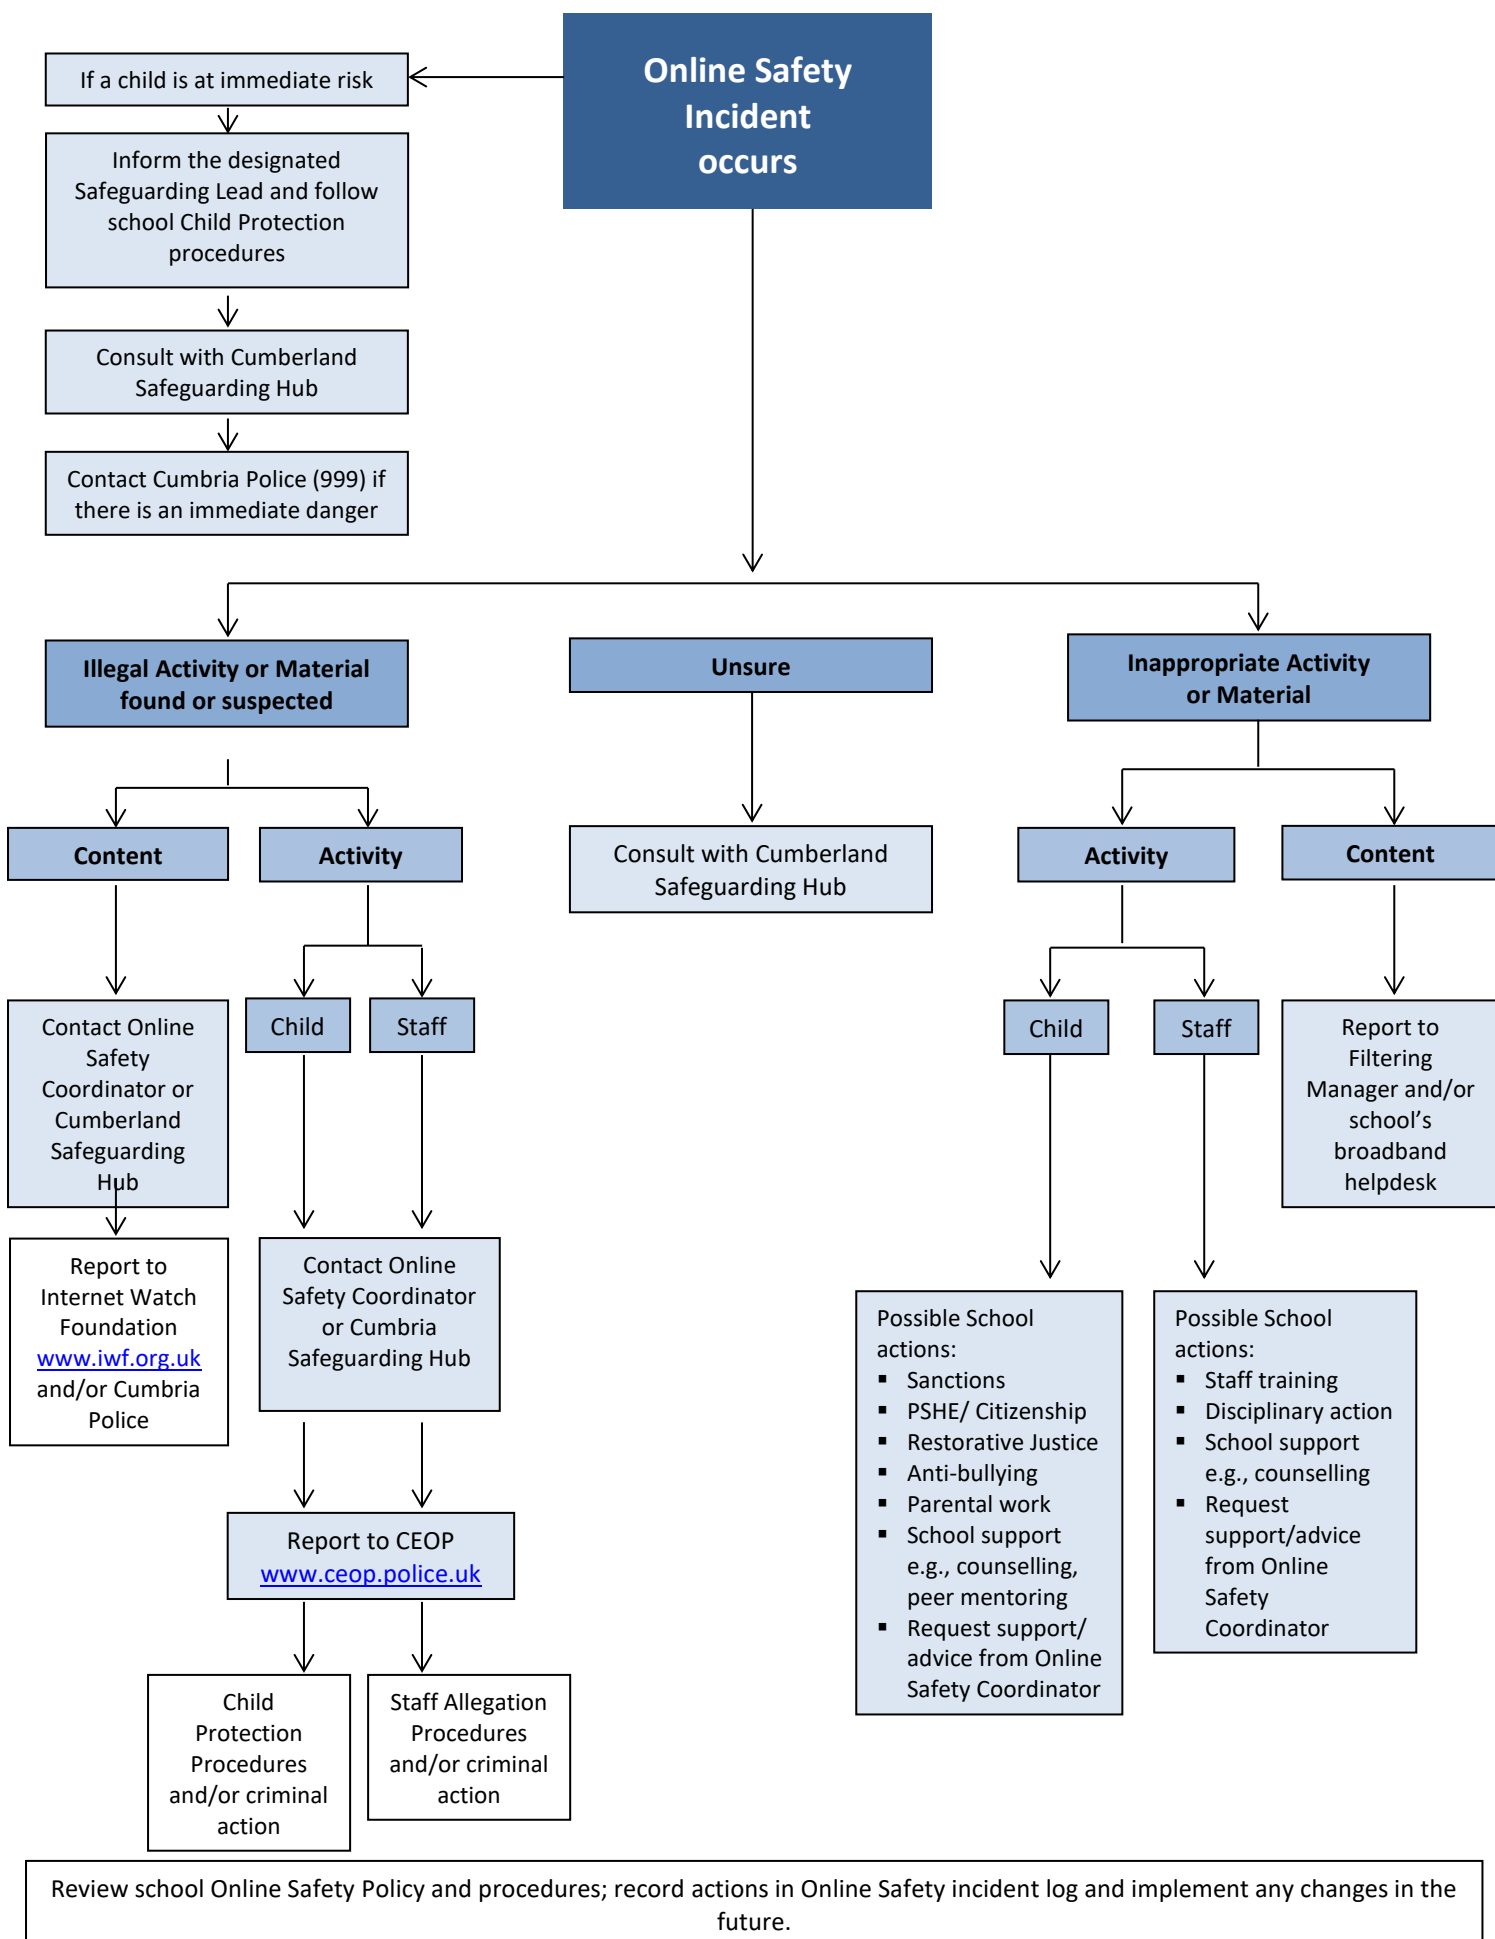 Online Safety
Incident
occurs
If a child is at immediate risk
Inform the designated
Safeguarding Lead and follow
school Child Protection
procedures
Consult with Cumberland
Safeguarding Hub
Contact Cumbria Police (999) if
there is an immediate danger
Illegal Activity or Material
found or suspected
Unsure
Inappropriate Activity
or Material
Content
Activity
Consult with Cumberland
Safeguarding Hub
Activity
Content
Contact Online
Safety
Coordinator or
Cumberland
Safeguarding
Hub
Child
Staff
Child
Staff
Report to
Filtering
Manager and/or
school’s
broadband
helpdesk
Report to
Internet Watch
Foundation
www.iwf.org.uk
and/or Cumbria
Police
Contact Online
Safety Coordinator
or Cumbria
Safeguarding Hub
Report to CEOP
www.ceop.police.uk
Child
Protection
Procedures
and/or criminal
action
Staff Allegation
Procedures
and/or criminal
action
Possible School
actions:
▪ Sanctions
▪ PSHE/ Citizenship
▪ Restorative Justice
▪ Anti-bullying
▪ Parental work
▪ School support
e.g., counselling,
peer mentoring
▪ Request support/
advice from Online
Safety Coordinator
Possible School
actions:
▪ Staff training
▪ Disciplinary action
▪ School support
e.g., counselling
▪ Request
support/advice
from Online
Safety
Coordinator
Review school Online Safety Policy and procedures; record actions in Online Safety incident log and implement any changes in the
future.